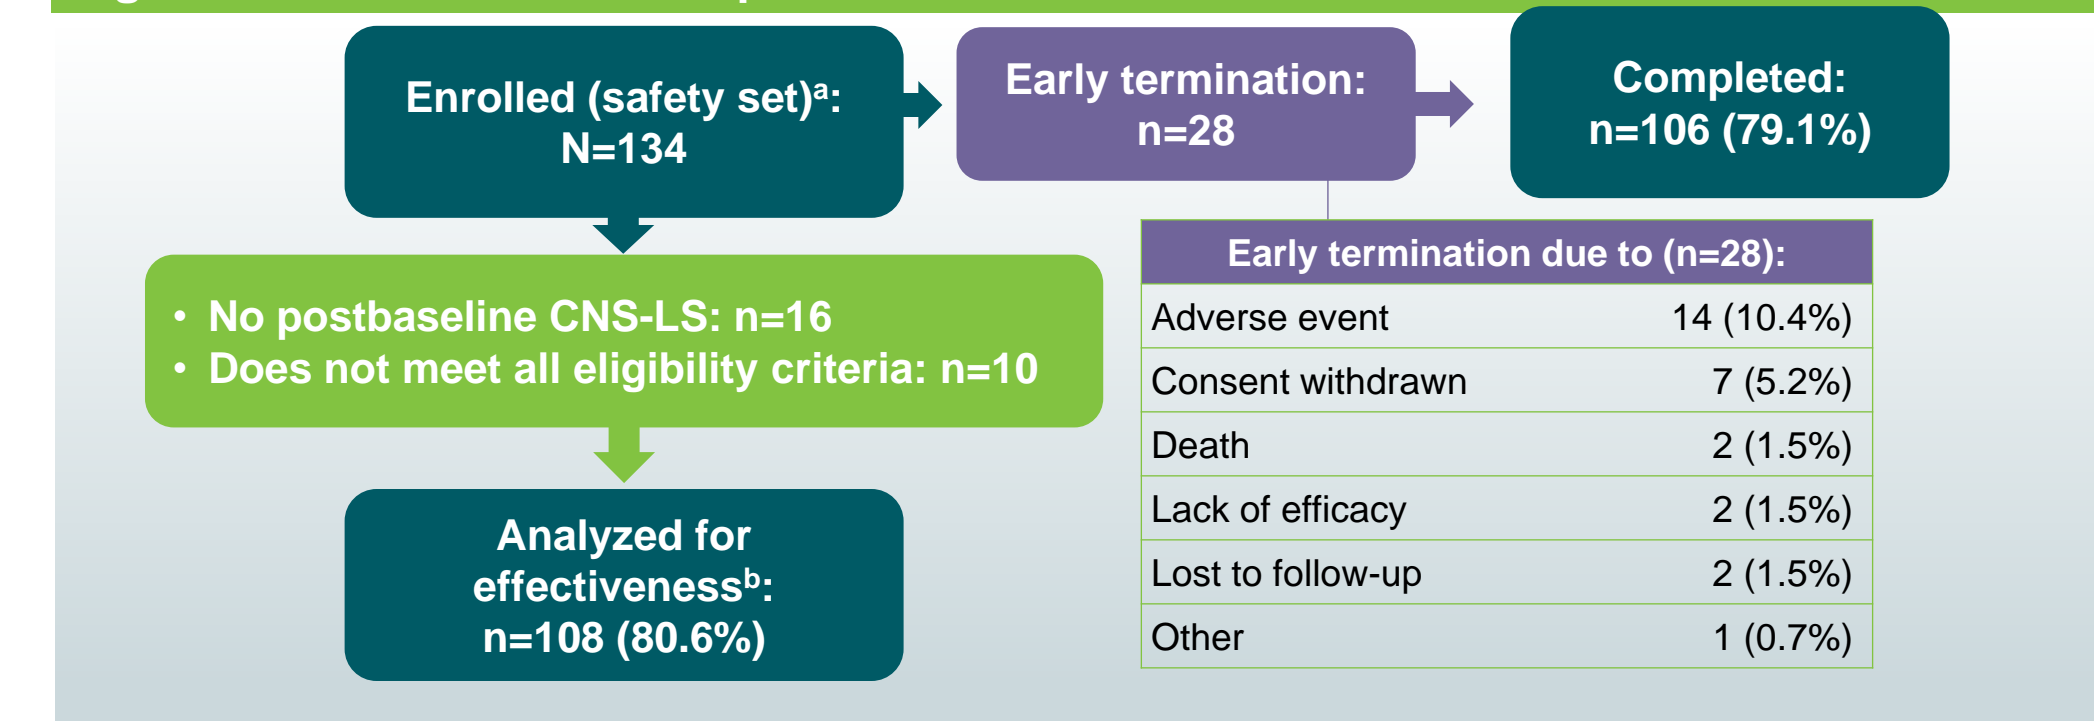 Enrolled (safety set)ᵃ:
N=134
Early termination:
n=28
Completed:
n=106 (79.1%)
• No postbaseline CNS-LS: n=16
• Does not meet all eligibility criteria: n=10
Analyzed for
effectivenessᵇ:
n=108 (80.6%)
Early termination due to (n=28):
Adverse event 14 (10.4%)
Consent withdrawn 7 (5.2%)
Death 2 (1.5%)
Lack of efficacy 2 (1.5%)
Lost to follow-up 2 (1.5%)
Other 1 (0.7%)